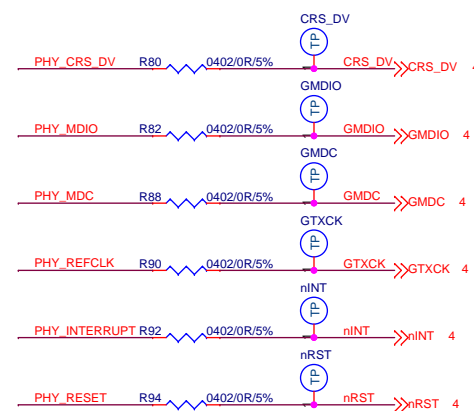 CRS_DV
TP
PHY_CRS_DV R80 0402/0R/5% CRS_DV CRS_DV 4
GMDIO
TP
PHY_MDIO R82 0402/0R/5% GMDIO GMDIO 4
GMDC
TP
PHY_MDC R88 0402/0R/5% GMDC GMDC 4
GTXCK
TP
PHY_REFCLK R90 0402/0R/5% GTXCK GTXCK 4
nINT
TP
PHY_INTERRUPT R92 0402/0R/5% nINT nINT 4
nRST
TP
PHY_RESET R94 0402/0R/5% nRST nRST 4